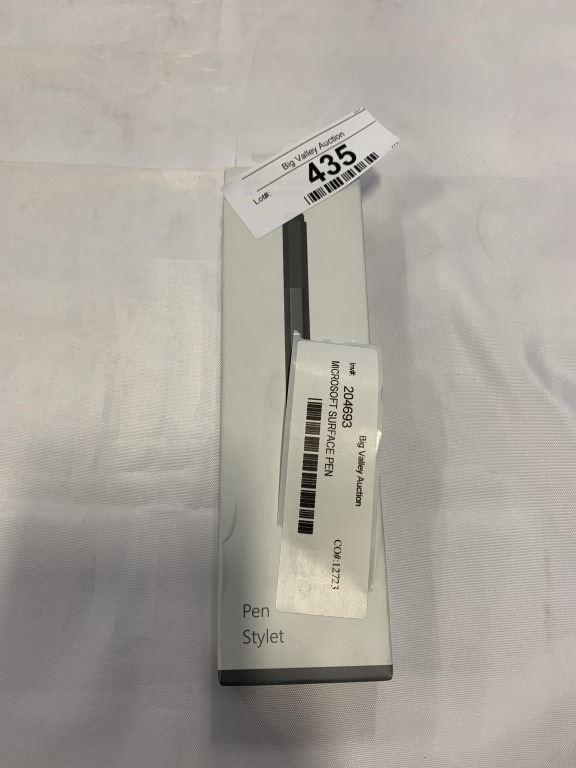 Big Valley Auction
Lot#: 435
Big Valley Auction
Inv#: 204693
MICROSOFT SURFACE PEN
CO#:12723
Pen
Stylet